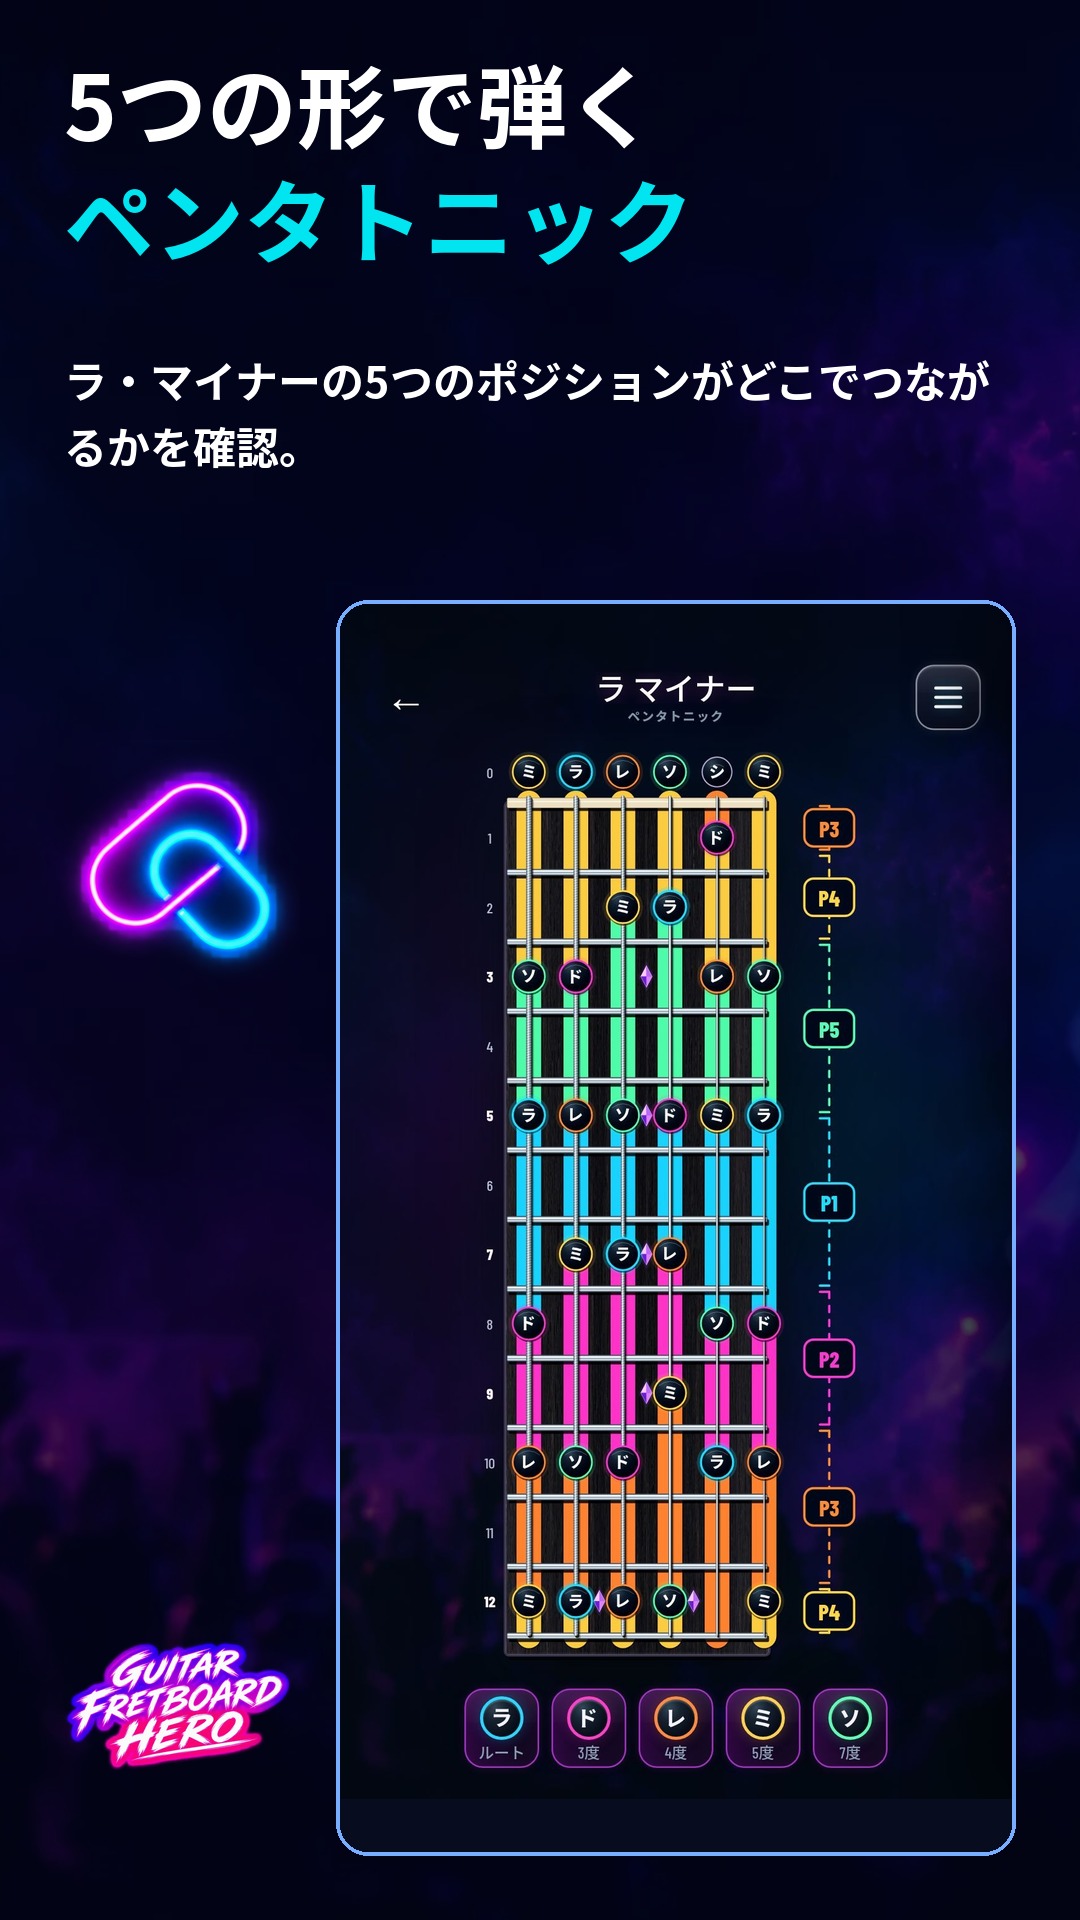 5つの形で弾く
ペンタトニック
ラ・マイナーの5つのポジションがどこでつなが
るかを確認。
←
ラ マイナー
ペンタトニック
0 ミ ラ レ ソ シ ミ
1 ド P3
2 ミ ラ P4
3 ソ ド レ ソ
4 P5
5 ラ レ ソ ド ミ ラ
6 P1
7 ミ ラ レ
8 ド ソ ド
P2
9 ミ
10 レ ソ ド ラ レ
P3
11
12 ミ ラ レ ソ ミ P4
ラ ド レ ミ ソ
ルート 3度 4度 5度 7度
GUITAR
FRETBOARD
HERO